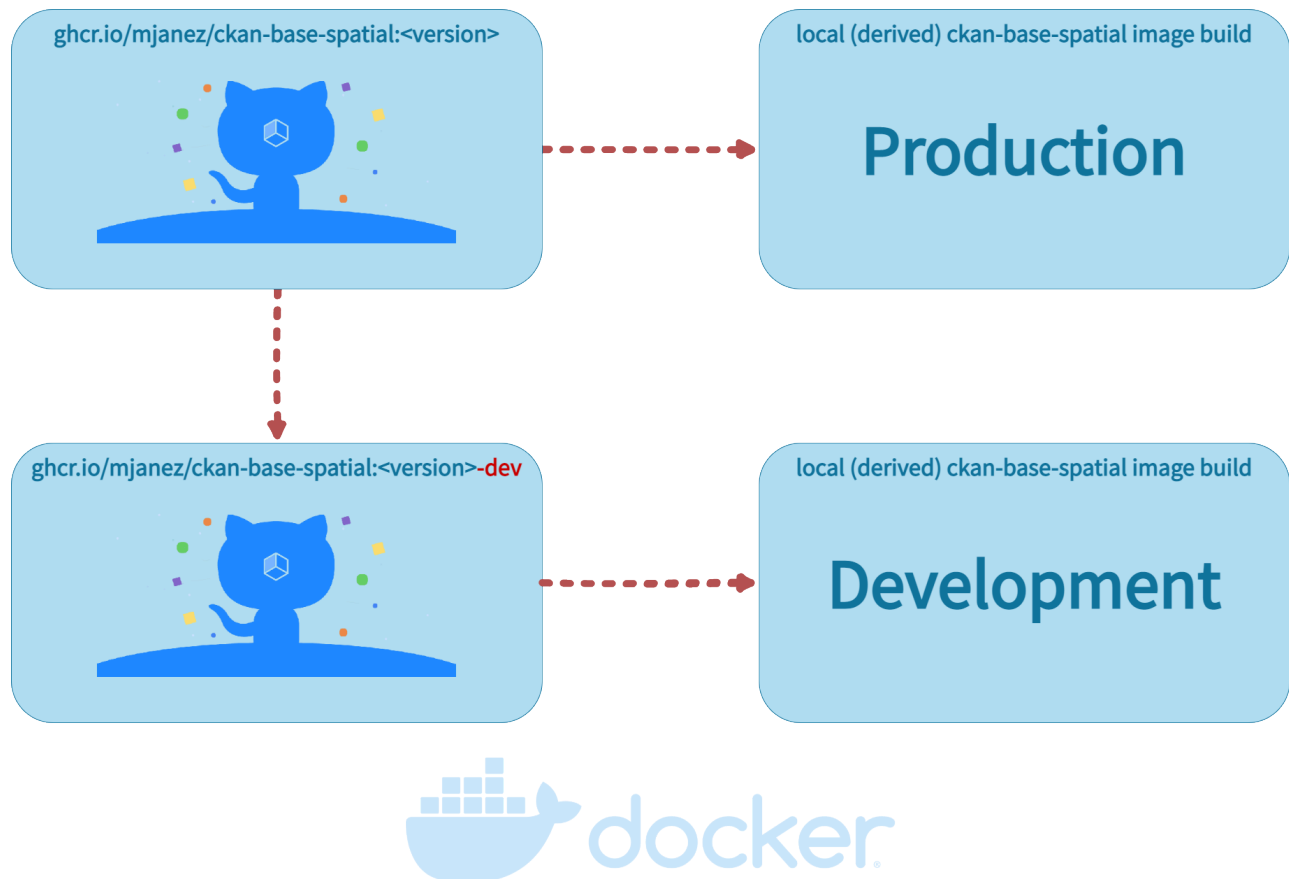 ghcr.io/mjanez/ckan-base-spatial:<version>
local (derived) ckan-base-spatial image build
Production
ghcr.io/mjanez/ckan-base-spatial:<version>-dev
local (derived) ckan-base-spatial image build
Development
docker